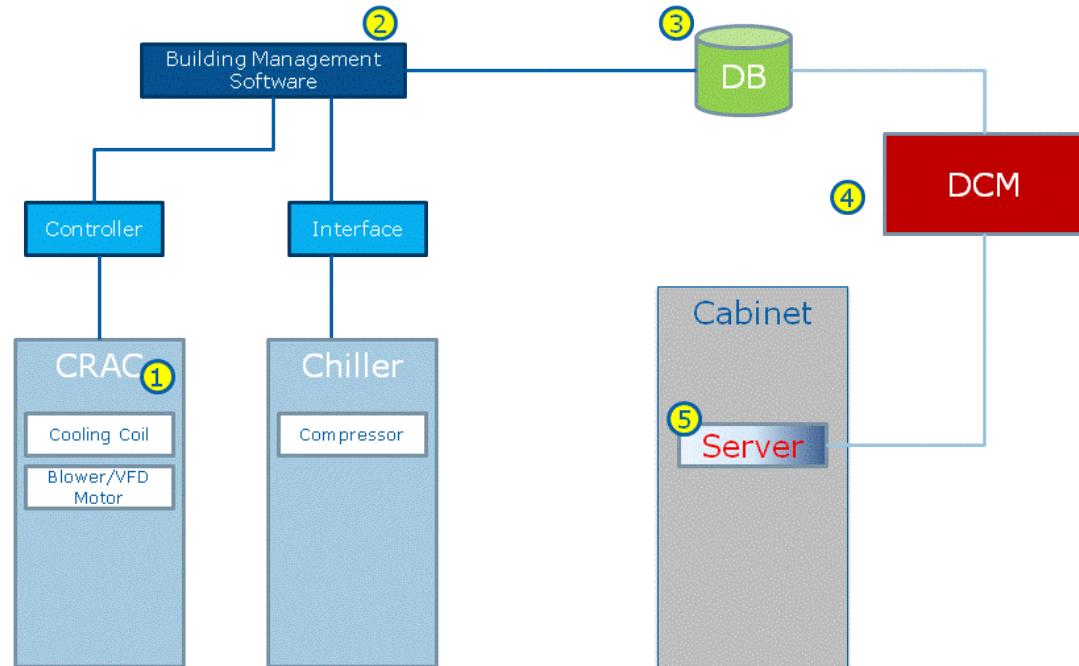 2
Building Management
Software
3
DB
DCM
4
Controller
Interface
Cabinet
CRAC
1
Chiller
Cooling Coil
Compressor
5
Server
Blower/VFD
Motor